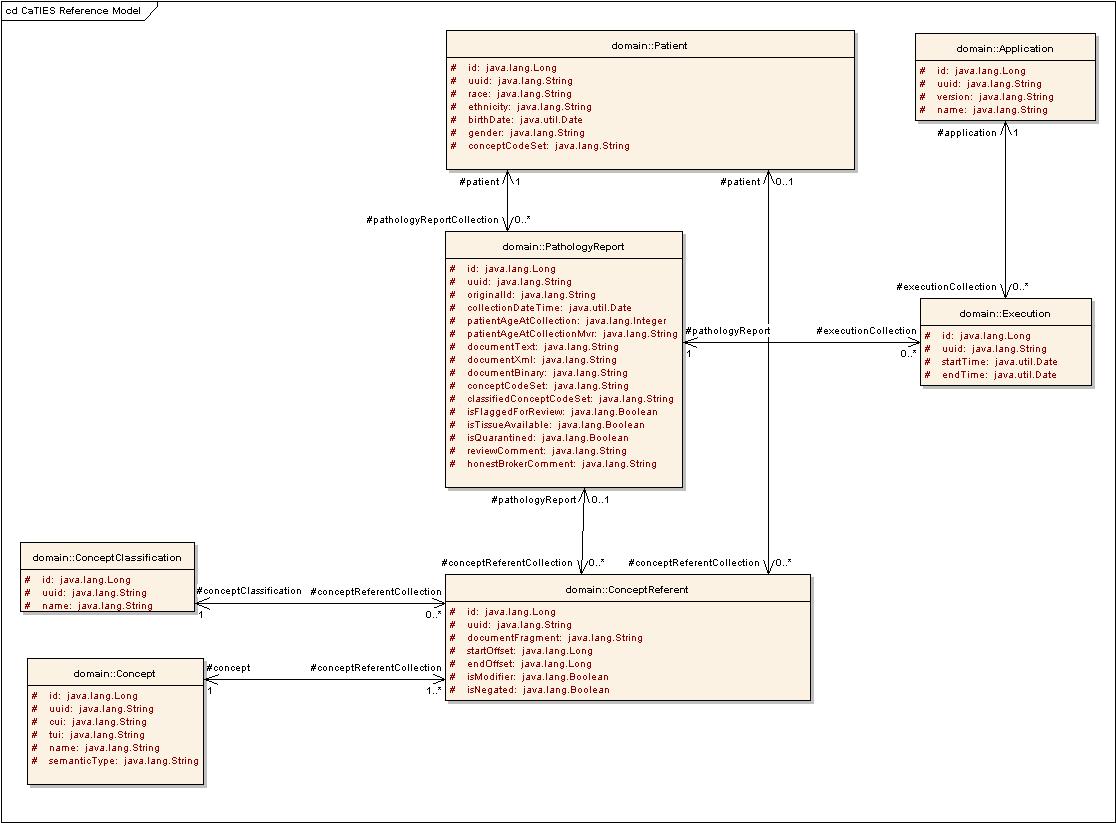 cd CaTIES Reference Model
domain::Patient
# id: java.lang.Long
# uuid: java.lang.String
# race: java.lang.String
# ethnicity: java.lang.String
# birthDate: java.util.Date
# gender: java.lang.String
# conceptCodeSet: java.lang.String
domain::Application
# id: java.lang.Long
# uuid: java.lang.String
# version: java.lang.String
# name: java.lang.String
#application 1
#patient 1
#patient 0..1
#pathologyReportCollection 0..*
domain::PathologyReport
# id: java.lang.Long
# uuid: java.lang.String
# originalId: java.lang.String
# collectionDateTime: java.util.Date
# patientAgeAtCollection: java.lang.Integer
# patientAgeAtCollectionMvr: java.lang.String
# documentText: java.lang.String
# documentXml: java.lang.String
# documentBinary: java.lang.String
# conceptCodeSet: java.lang.String
# classifiedConceptCodeSet: java.lang.String
# isFlaggedForReview: java.lang.Boolean
# isTissueAvailable: java.lang.Boolean
# isQuarantined: java.lang.Boolean
# reviewComment: java.lang.String
# honestBrokerComment: java.lang.String
#executionCollection 0..*
domain::Execution
# id: java.lang.Long
# uuid: java.lang.String
# startTime: java.util.Date
# endTime: java.util.Date
#pathologyReport #executionCollection
1 0..*
#pathologyReport 0..1
#conceptReferentCollection 0..*
#conceptReferentCollection 0..*
domain::ConceptClassification
# id: java.lang.Long
# uuid: java.lang.String
# name: java.lang.String
#conceptClassification #conceptReferentCollection
1 0..*
domain::ConceptReferent
# id: java.lang.Long
# uuid: java.lang.String
# documentFragment: java.lang.String
# startOffset: java.lang.Long
# endOffset: java.lang.Long
# isModifier: java.lang.Boolean
# isNegated: java.lang.Boolean
#concept #conceptReferentCollection
1 1..*
domain::Concept
# id: java.lang.Long
# uuid: java.lang.String
# cui: java.lang.String
# tui: java.lang.String
# name: java.lang.String
# semanticType: java.lang.String